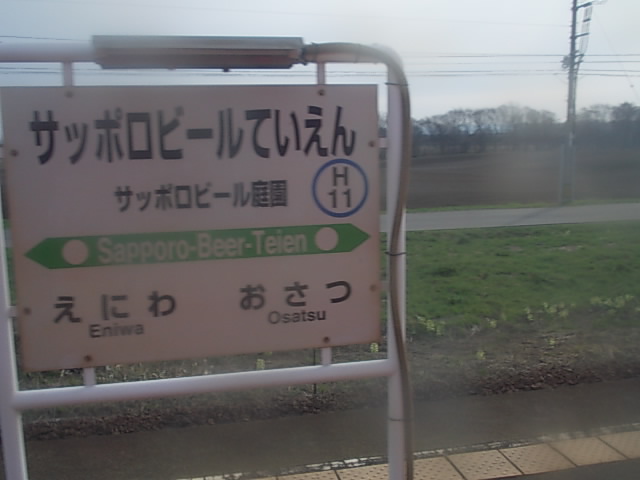 サッポロビールていえん
サッポロビール庭園
H
11
Sapporo-Beer-Teien
えにわ おさつ
Eniwa Osatsu